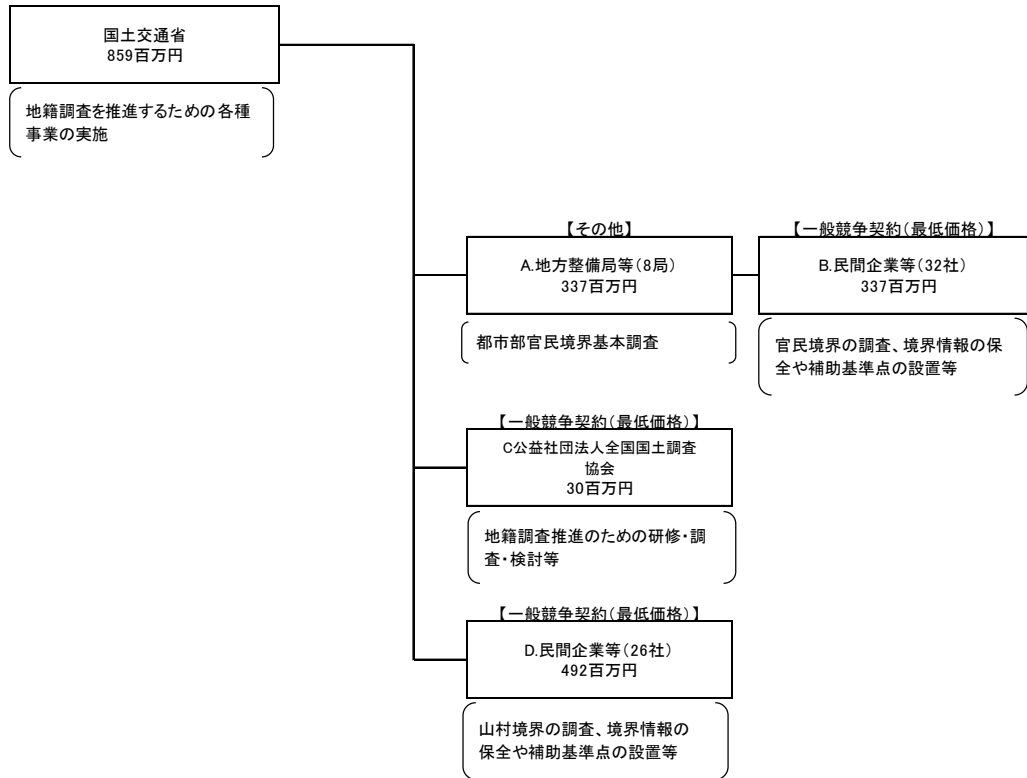 国土交通省
859百万円
地籍調査を推進するための各種
事業の実施
【その他】
A.地方整備局等(8局)
337百万円
都市部官民境界基本調査
【一般競争契約(最低価格)】
B.民間企業等(32社)
337百万円
官民境界の調査、境界情報の保
全や補助基準点の設置等
【一般競争契約(最低価格)】
C公益社団法人全国国土調査
協会
30百万円
地籍調査推進のための研修・調
査・検討等
【一般競争契約(最低価格)】
D.民間企業等(26社)
492百万円
山村境界の調査、境界情報の
保全や補助基準点の設置等